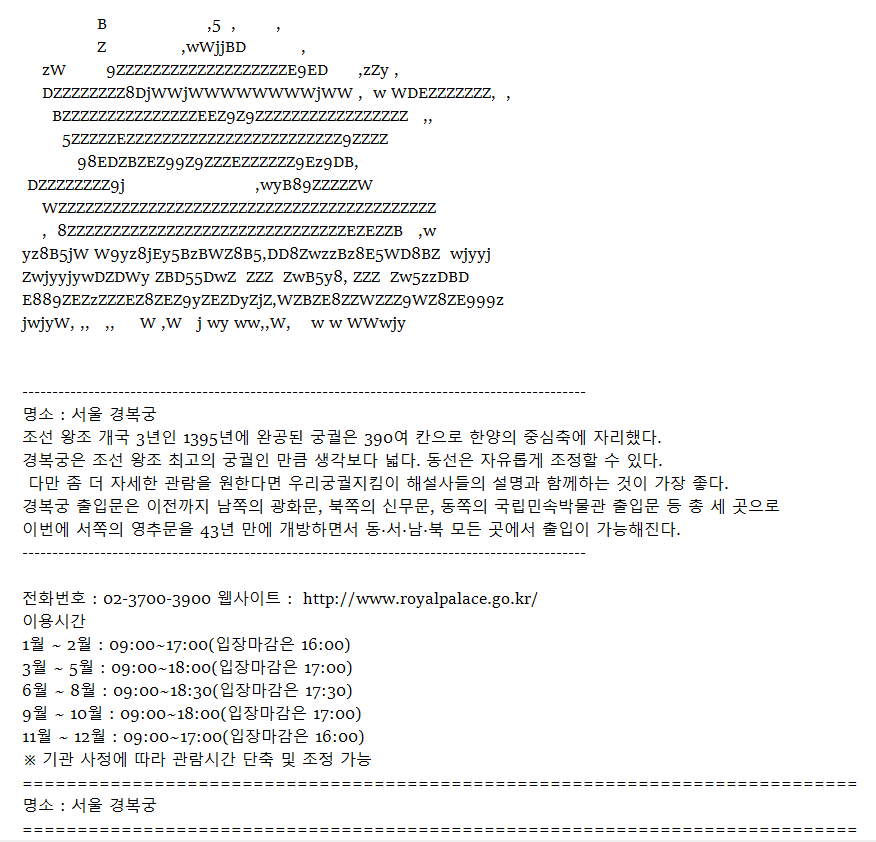 B ,5 , ,
Z ,wWjjBD ,
zW 9ZZZZZZZZZZZZZZZZZZZE9ED ,zZy ,
DZZZZZZZZ8DjWWjWWWWWWWWWjWW , w WDEZZZZZZZ, ,
BZZZZZZZZZZZZZZZEEZ9Z9ZZZZZZZZZZZZZZZZZ ,,
5ZZZZZEZZZZZZZZZZZZZZZZZZZZZZZZ9ZZZZ
98EDZBZEZ99Z9ZZZEZZZZZZ9Ez9DB,
DZZZZZZZZ9j ,wyB89ZZZZZW
WZZZZZZZZZZZZZZZZZZZZZZZZZZZZZZZZZZZZZZZZZ
, 8ZZZZZZZZZZZZZZZZZZZZZZZZZZZZZZZEZEZZB ,w
yz8B5jW W9yz8jEy5BzBWZ8B5,DD8ZwzzBz8E5WD8BZ wjyyj
ZwjyyjywDZDWy ZBD55DwZ ZZZ ZwB5y8, ZZZ Zw5zzDBD
E889ZEZzZZZEZ8ZEZ9yZEZDyZjZ,WZBZE8ZZWZZZ9WZ8ZE999z
jwjyW, ,, ,, W ,W j wy ww,,W, w w WWwjy
----------------------------------------------------------------------------------------------
명소 : 서울 경복궁
조선 왕조 개국 3년인 1395년에 완공된 궁궐은 390여 칸으로 한양의 중심축에 자리했다.
경복궁은 조선 왕조 최고의 궁궐인 만큼 생각보다 넓다. 동선은 자유롭게 조정할 수 있다.
다만 좀 더 자세한 관람을 원한다면 우리궁궐지킴이 해설사들의 설명과 함께하는 것이 가장 좋다.
경복궁 출입문은 이전까지 남쪽의 광화문, 북쪽의 신무문, 동쪽의 국립민속박물관 출입문 등 총 세 곳으로
이번에 서쪽의 영추문을 43년 만에 개방하면서 동·서·남·북 모든 곳에서 출입이 가능해진다.
----------------------------------------------------------------------------------------------
전화번호 : 02-3700-3900 웹사이트 : http://www.royalpalace.go.kr/
이용시간
1월 ~ 2월 : 09:00~17:00(입장마감은 16:00)
3월 ~ 5월 : 09:00~18:00(입장마감은 17:00)
6월 ~ 8월 : 09:00~18:30(입장마감은 17:30)
9월 ~ 10월 : 09:00~18:00(입장마감은 17:00)
11월 ~ 12월 : 09:00~17:00(입장마감은 16:00)
※ 기관 사정에 따라 관람시간 단축 및 조정 가능
============================================================================
명소 : 서울 경복궁
============================================================================